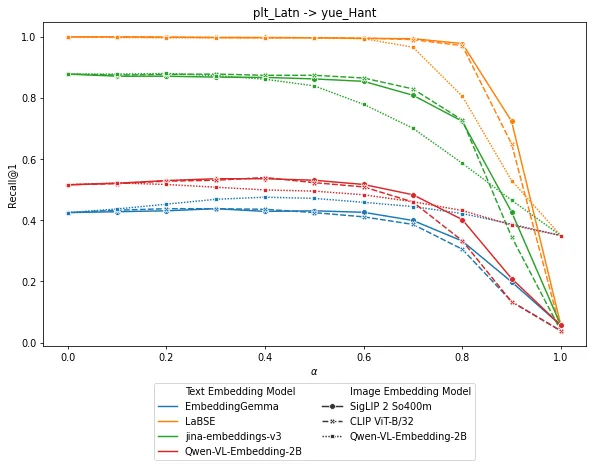 plt_Latn -> yue_Hant
Recall@1
1.0
0.8
0.6
0.4
0.2
0.0
0.0 0.2 0.4 0.6 0.8 1.0
α
Text Embedding Model
EmbeddingGemma
LaBSE
jina-embeddings-v3
Qwen-VL-Embedding-2B
Image Embedding Model
SigLIP 2 So400m
CLIP ViT-B/32
Qwen-VL-Embedding-2B